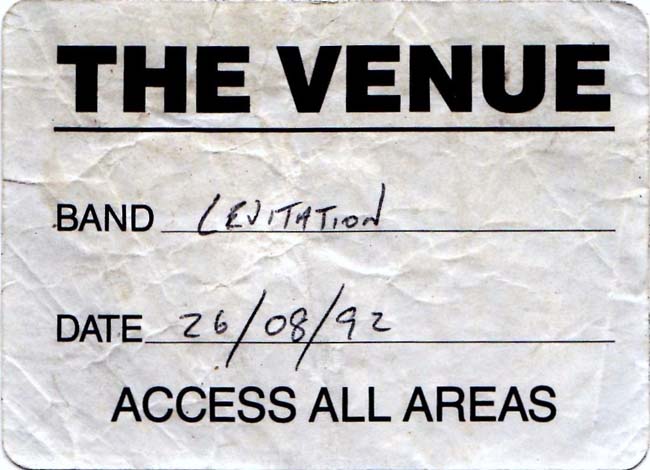 THE VENUE
BAND LEVITATION
DATE 26/08/92
ACCESS ALL AREAS